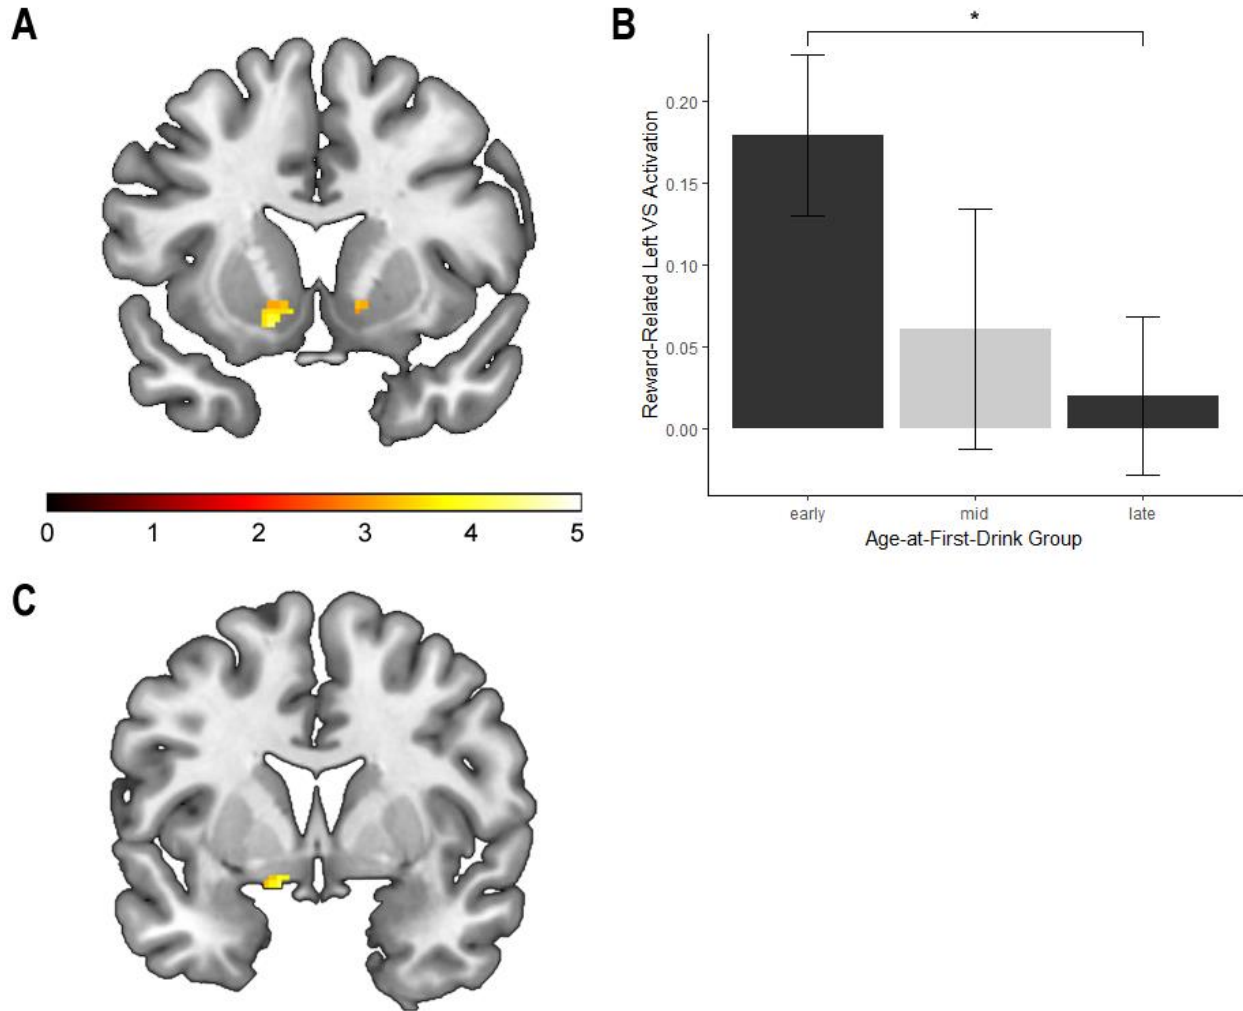 A
0 1 2 3 4 5
B
*
Reward-Related Left VS Activation
0.20
0.15
0.10
0.05
0.00
early mid late
Age-at-First-Drink Group
C